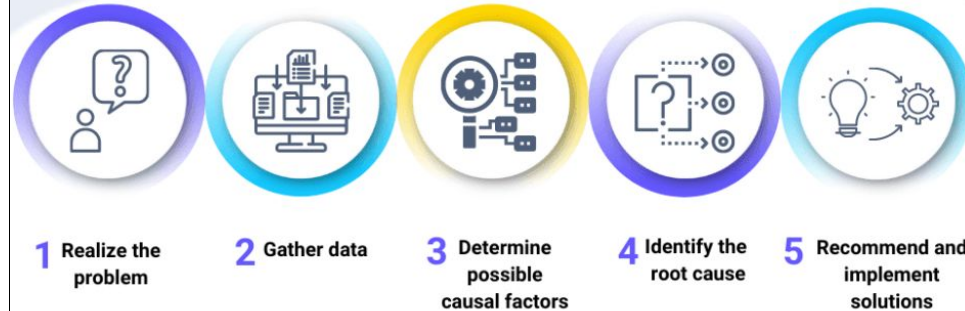 1 Realize the
problem
2 Gather data
3 Determine
possible
causal factors
4 Identify the
root cause
5 Recommend and
implement
solutions